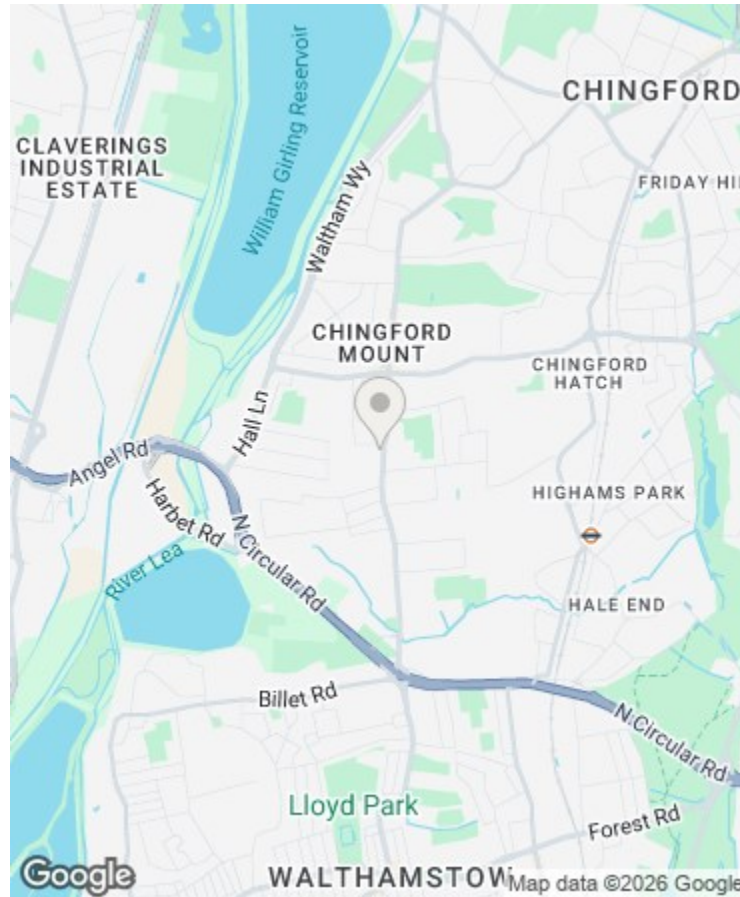 CHINGFORD
CLAVERINGS
INDUSTRIAL
ESTATE
William Girling Reservoir
Waltham Wy
CHINGFORD
MOUNT
CHINGFORD
HATCH
Hall Ln
Angel Rd
Harbet Rd
N Circular Rd
River Lea
HIGHAMS PARK
HALE END
Billet Rd
N Circular Rd
Lloyd Park
Forest Rd
WALTHAMSTOW
Google
Map data ©2026 Google